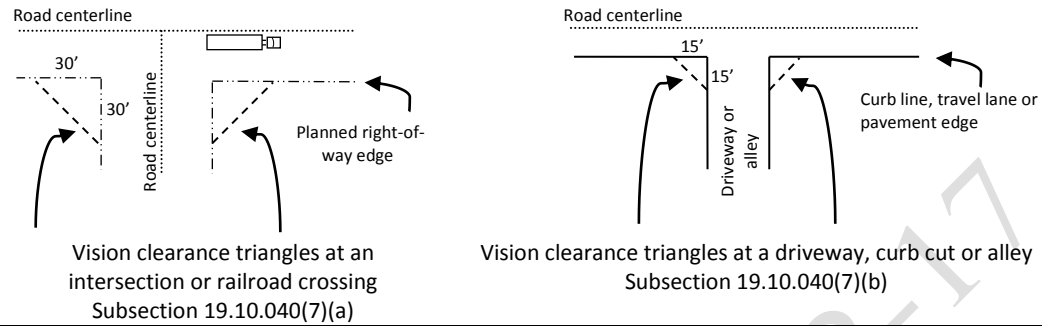 Road centerline
30’
30’
Road centerline
Planned right-of-
way edge
Vision clearance triangles at an
intersection or railroad crossing
Subsection 19.10.040(7)(a)
Road centerline
15’
15’
Driveway or
alley
Curb line, travel lane or
pavement edge
Vision clearance triangles at a driveway, curb cut or alley
Subsection 19.10.040(7)(b)